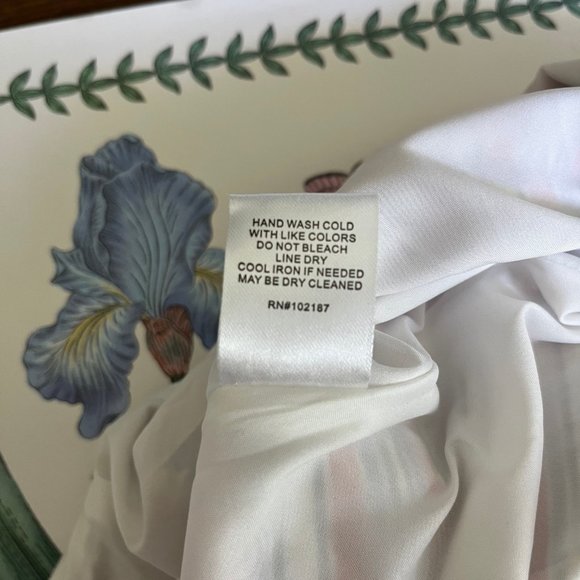 HAND WASH COLD
WITH LIKE COLORS
DO NOT BLEACH
LINE DRY
COOL IRON IF NEEDED
MAY BE DRY CLEANED
RN#102187